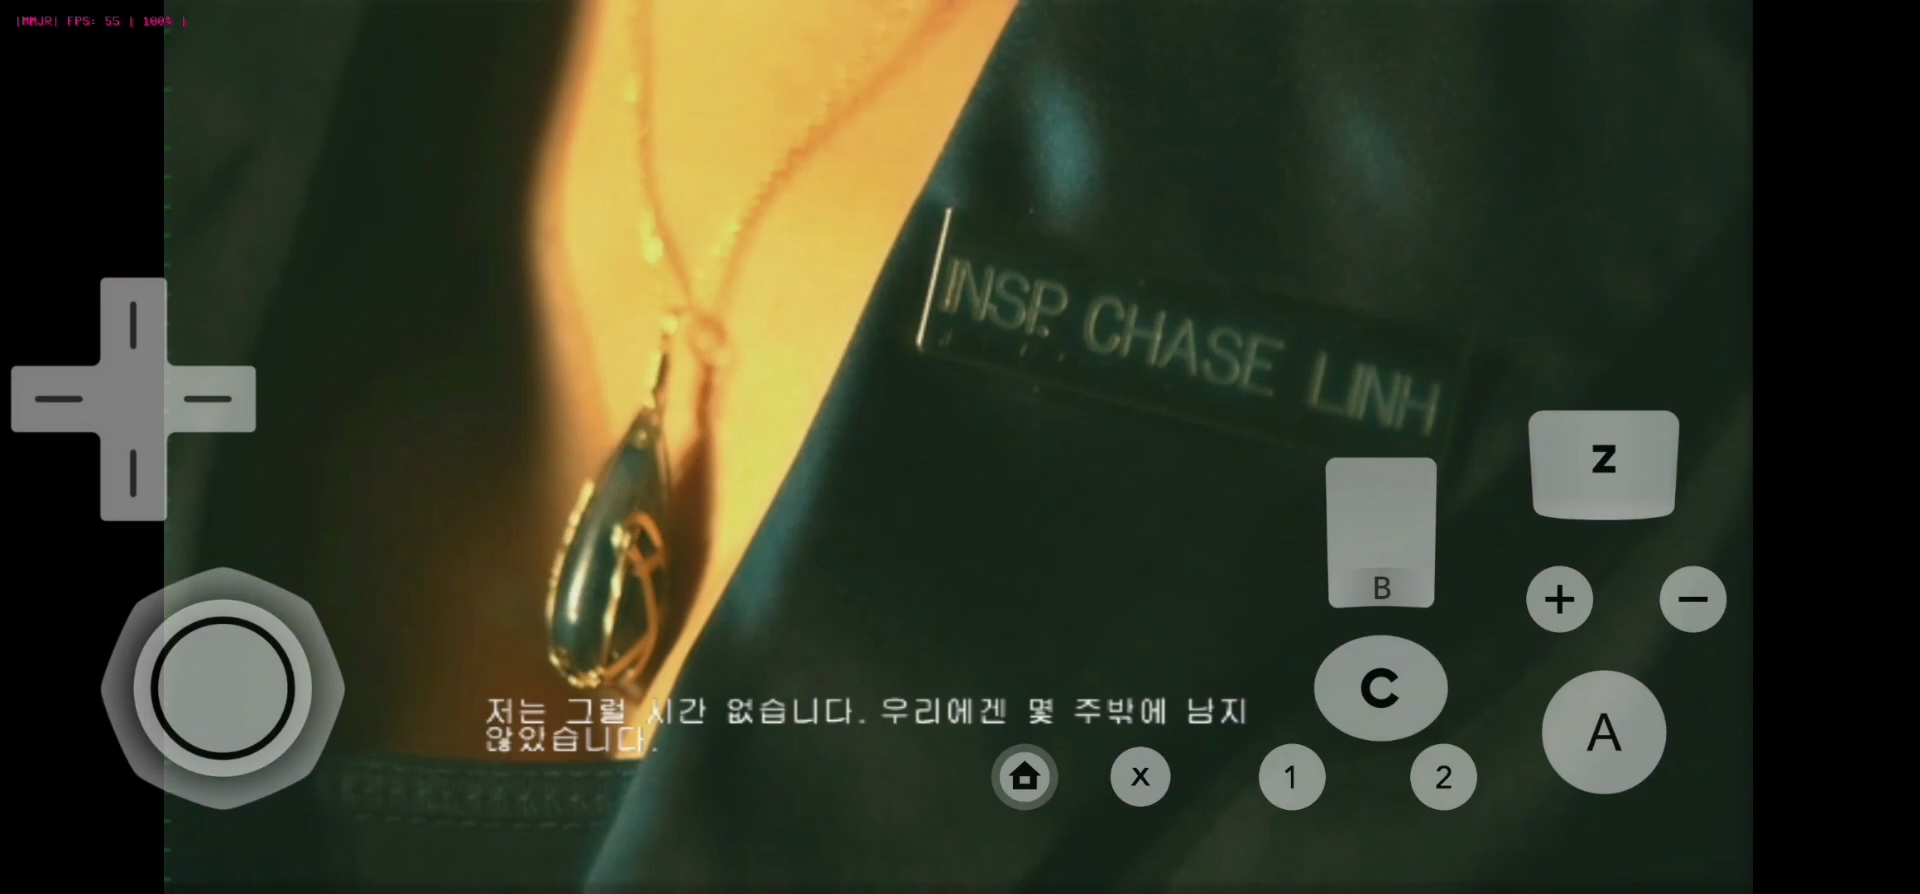 |MMJR| FPS: 55 | 100% |
INSP. CHASE LINH
Z
B
+
−
C
A
저는 그럴 시간 없습니다. 우리에겐 몇 주밖에 남지
않았습니다.
X
1
2